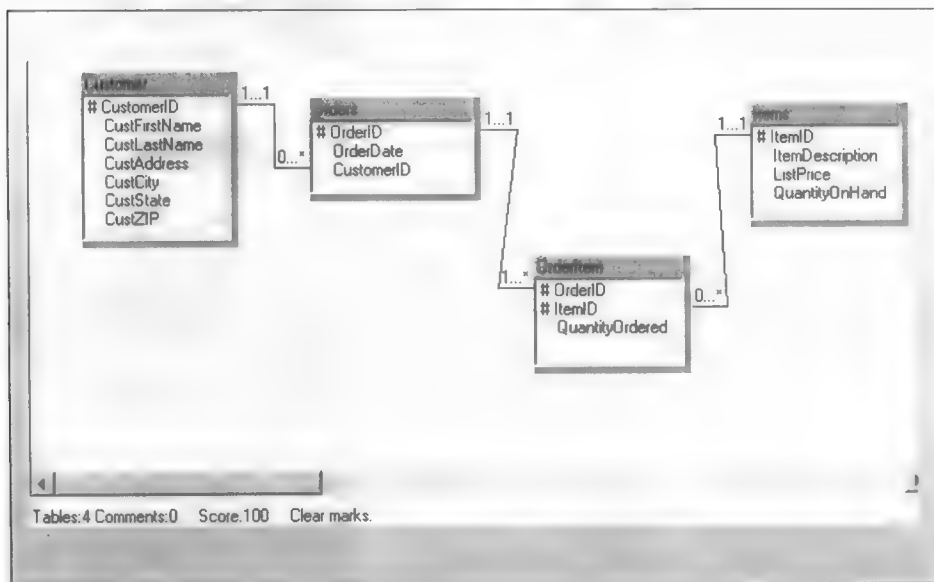 Customer
# CustomerID
CustFirstName
CustLastName
CustAddress
CustCity
CustState
CustZIP
1...1
0...*
Orders
# OrderID
OrderDate
CustomerID
1...1
1...*
OrderItem
# OrderID
# ItemID
QuantityOrdered
0...*
1...1
Items
# ItemID
ItemDescription
ListPrice
QuantityOnHand
Tables:4 Comments:0 Score.100 Clear marks.